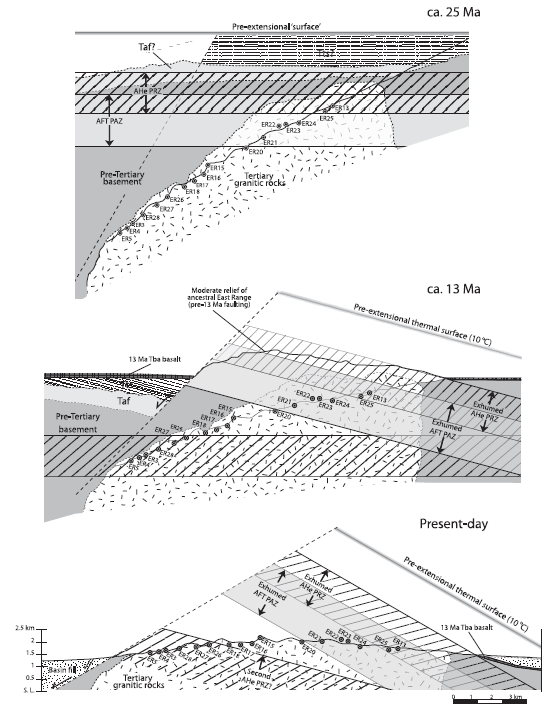 ca. 25 Ma
Pre-extensional 'surface'
Taf?
AHe PRZ
AFT PAZ
ER13
ER25
ER24
ER22
ER23
ER21
ER20
ER15
ER16
ER17
ER18
ER26
ER27
ER28
ER3
ER4
ER5
Pre-Tertiary
basement
Tertiary
granitic rocks
ca. 13 Ma
Moderate relief of
ancestral East Range
(pre-13 Ma faulting)
Pre-extensional thermal surface (10°C)
13 Ma Tba basalt
Taf
Pre-Tertiary
basement
ER15
ER16
ER17
ER18
ER26
ER27
ER28
ER3
ER4
ER5
ER20
ER21
ER22
ER23
ER24
ER25
ER13
Exhumed
AHe PRZ
Exhumed
AFT PAZ
Present-day
Pre-extensional thermal surface (10°C)
Exhumed
AHe PRZ
Exhumed
AFT PAZ
13 Ma Tba basalt
2.5 km
2
1.5
1
0.5
S.L.
Basin fill
ER15
ER16
ER20
ER23
ER25
ER13
Second
AHe PRZ?
Tertiary
granitic rocks
0 1 2 3 km